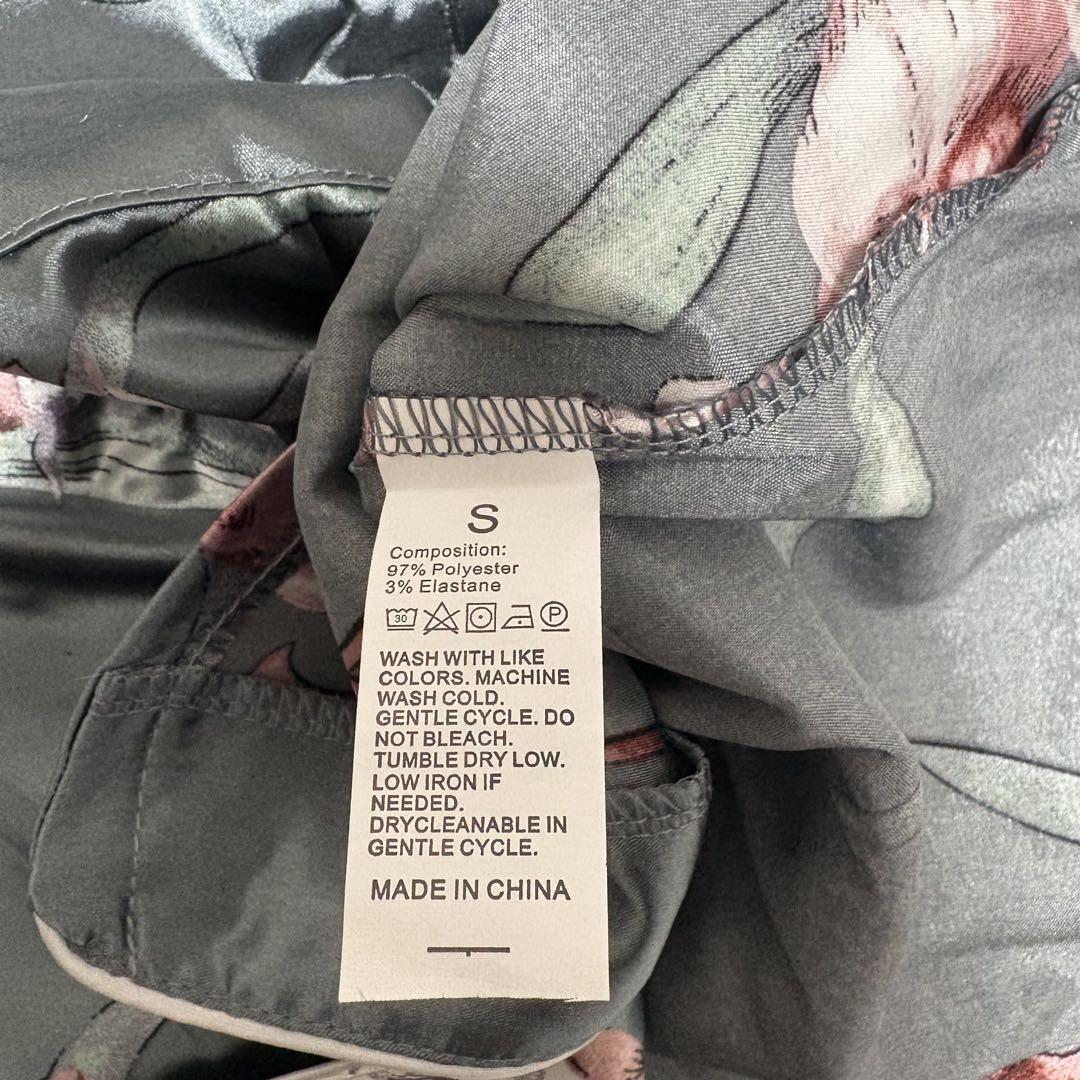 S
Composition:
97% Polyester
3% Elastane
30 P
WASH WITH LIKE
COLORS. MACHINE
WASH COLD.
GENTLE CYCLE. DO
NOT BLEACH.
TUMBLE DRY LOW.
LOW IRON IF
NEEDED.
DRYCLEANABLE IN
GENTLE CYCLE.
MADE IN CHINA